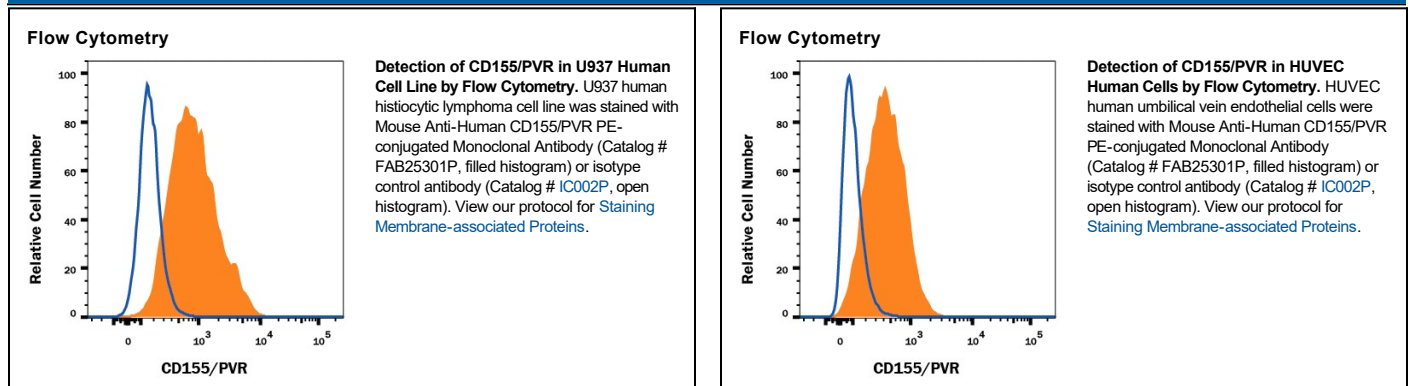 Flow Cytometry
100
80
60
40
20
0
Relative Cell Number
0
10³
10⁴
10⁵
CD155/PVR
Detection of CD155/PVR in U937 Human
Cell Line by Flow Cytometry. U937 human
histiocytic lymphoma cell line was stained with
Mouse Anti-Human CD155/PVR PE-
conjugated Monoclonal Antibody (Catalog #
FAB25301P, filled histogram) or isotype
control antibody (Catalog # IC002P, open
histogram). View our protocol for Staining
Membrane-associated Proteins.
Flow Cytometry
100
80
60
40
20
0
Relative Cell Number
0
10³
10⁴
10⁵
CD155/PVR
Detection of CD155/PVR in HUVEC
Human Cells by Flow Cytometry. HUVEC
human umbilical vein endothelial cells were
stained with Mouse Anti-Human CD155/PVR
PE-conjugated Monoclonal Antibody
(Catalog # FAB25301P, filled histogram) or
isotype control antibody (Catalog # IC002P,
open histogram). View our protocol for
Staining Membrane-associated Proteins.